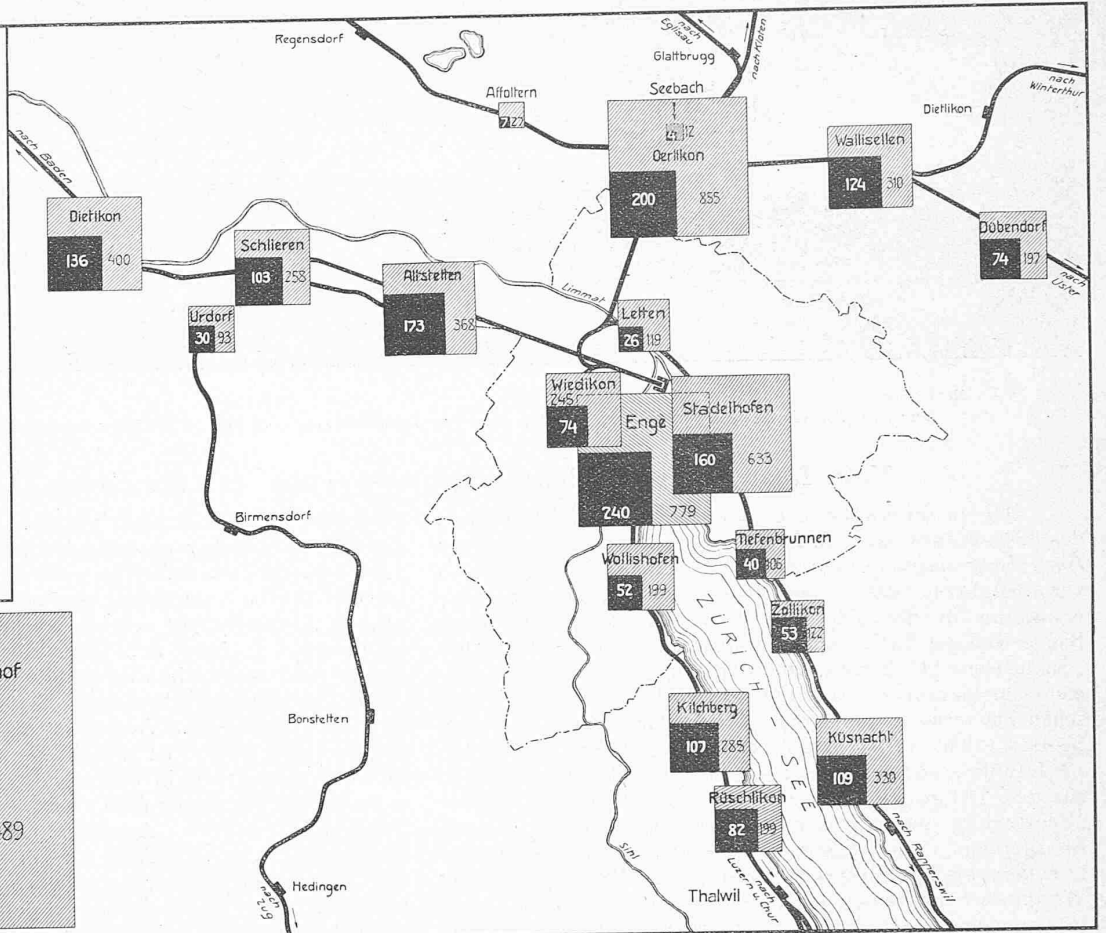 Regensdorf
nach Eglisau
Glattbrugg
nach Kloten
nach Winterthur
Affoltern
7
Seebach
12
Oerlikon
200
855
Dietlikon
Wallisellen
124
310
nach Baden
Dietikon
136
400
Schlieren
103
258
Altstetten
173
368
Dübendorf
74
197
nach Uster
Urdorf
30
93
Limmat
Letten
26
119
Wiedikon
245
74
Enge
240
779
Stadelhofen
160
633
Birmensdorf
Wollishofen
52
199
Tiefenbrunnen
40
106
Zollikon
53
122
ZÜRICH-SEE
hof
Bonstetten
Kilchberg
107
285
Küsnacht
109
330
Rüschlikon
82
199
489
Sihl
nach Rapperswil
Hedingen
nach Zug
Thalwil
nach Luzern u. Chur